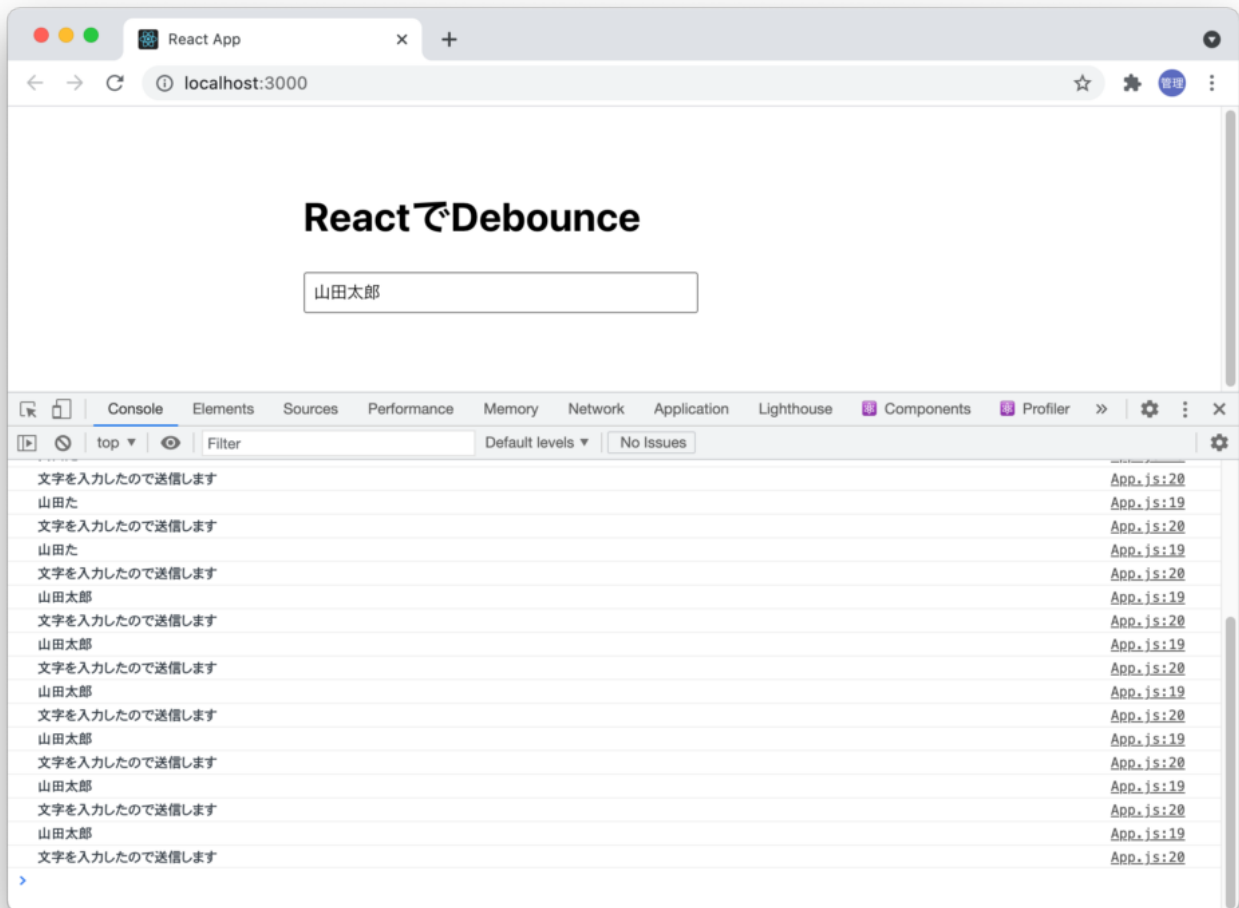 React App
localhost:3000
管理
ReactでDebounce
山田太郎
Console Elements Sources Performance Memory Network Application Lighthouse Components Profiler
top Filter Default levels No Issues
文字を入力したので送信します App.js:20
山田た App.js:19
文字を入力したので送信します App.js:20
山田た App.js:19
文字を入力したので送信します App.js:20
山田太郎 App.js:19
文字を入力したので送信します App.js:20
山田太郎 App.js:19
文字を入力したので送信します App.js:20
山田太郎 App.js:19
文字を入力したので送信します App.js:20
山田太郎 App.js:19
文字を入力したので送信します App.js:20
山田太郎 App.js:19
文字を入力したので送信します App.js:20
山田太郎 App.js:19
文字を入力したので送信します App.js:20